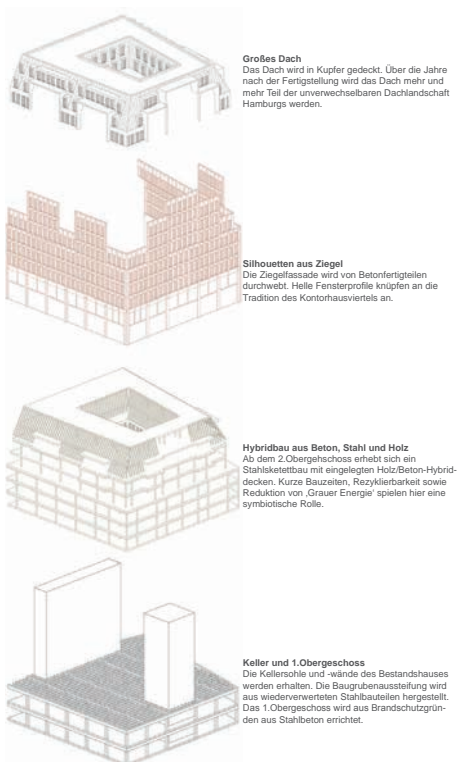 Großes Dach
Das Dach wird in Kupfer gedeckt. Über die Jahre
nach der Fertigstellung wird das Dach mehr und
mehr Teil der unverwechselbaren Dachlandschaft
Hamburgs werden.
Silhouetten aus Ziegel
Die Ziegelfassade wird von Betonfertigteilen
durchwebt. Helle Fensterprofile knüpfen an die
Tradition des Kontorhausviertels an.
Hybridbau aus Beton, Stahl und Holz
Ab dem 2.Obergehschoss erhebt sich ein
Stahlsketettbau mit eingelegten Holz/Beton-Hybrid-
decken. Kurze Bauzeiten, Rezyklierbarkeit sowie
Reduktion von ‚Grauer Energie‘ spielen hier eine
symbiotische Rolle.
Keller und 1.Obergeschoss
Die Kellersohle und -wände des Bestandshauses
werden erhalten. Die Baugrubenaussteifung wird
aus wiederverwerteten Stahlbauteilen hergestellt.
Das 1.Obergeschoss wird aus Brandschutzgrün-
den aus Stahlbeton errichtet.